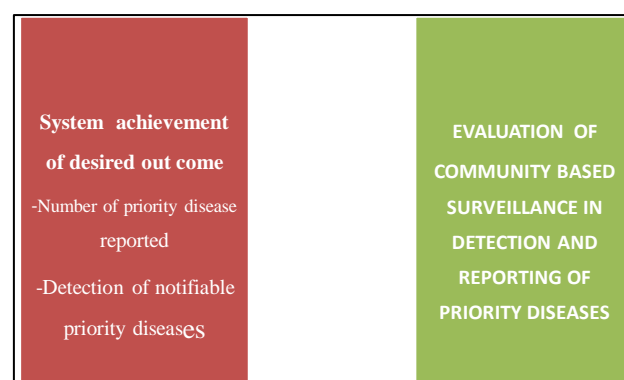 System achievement
of desired out come
-Number of priority disease
reported
-Detection of notifiable
priority diseases
EVALUATION OF
COMMUNITY BASED
SURVEILLANCE IN
DETECTION AND
REPORTING OF
PRIORITY DISEASES